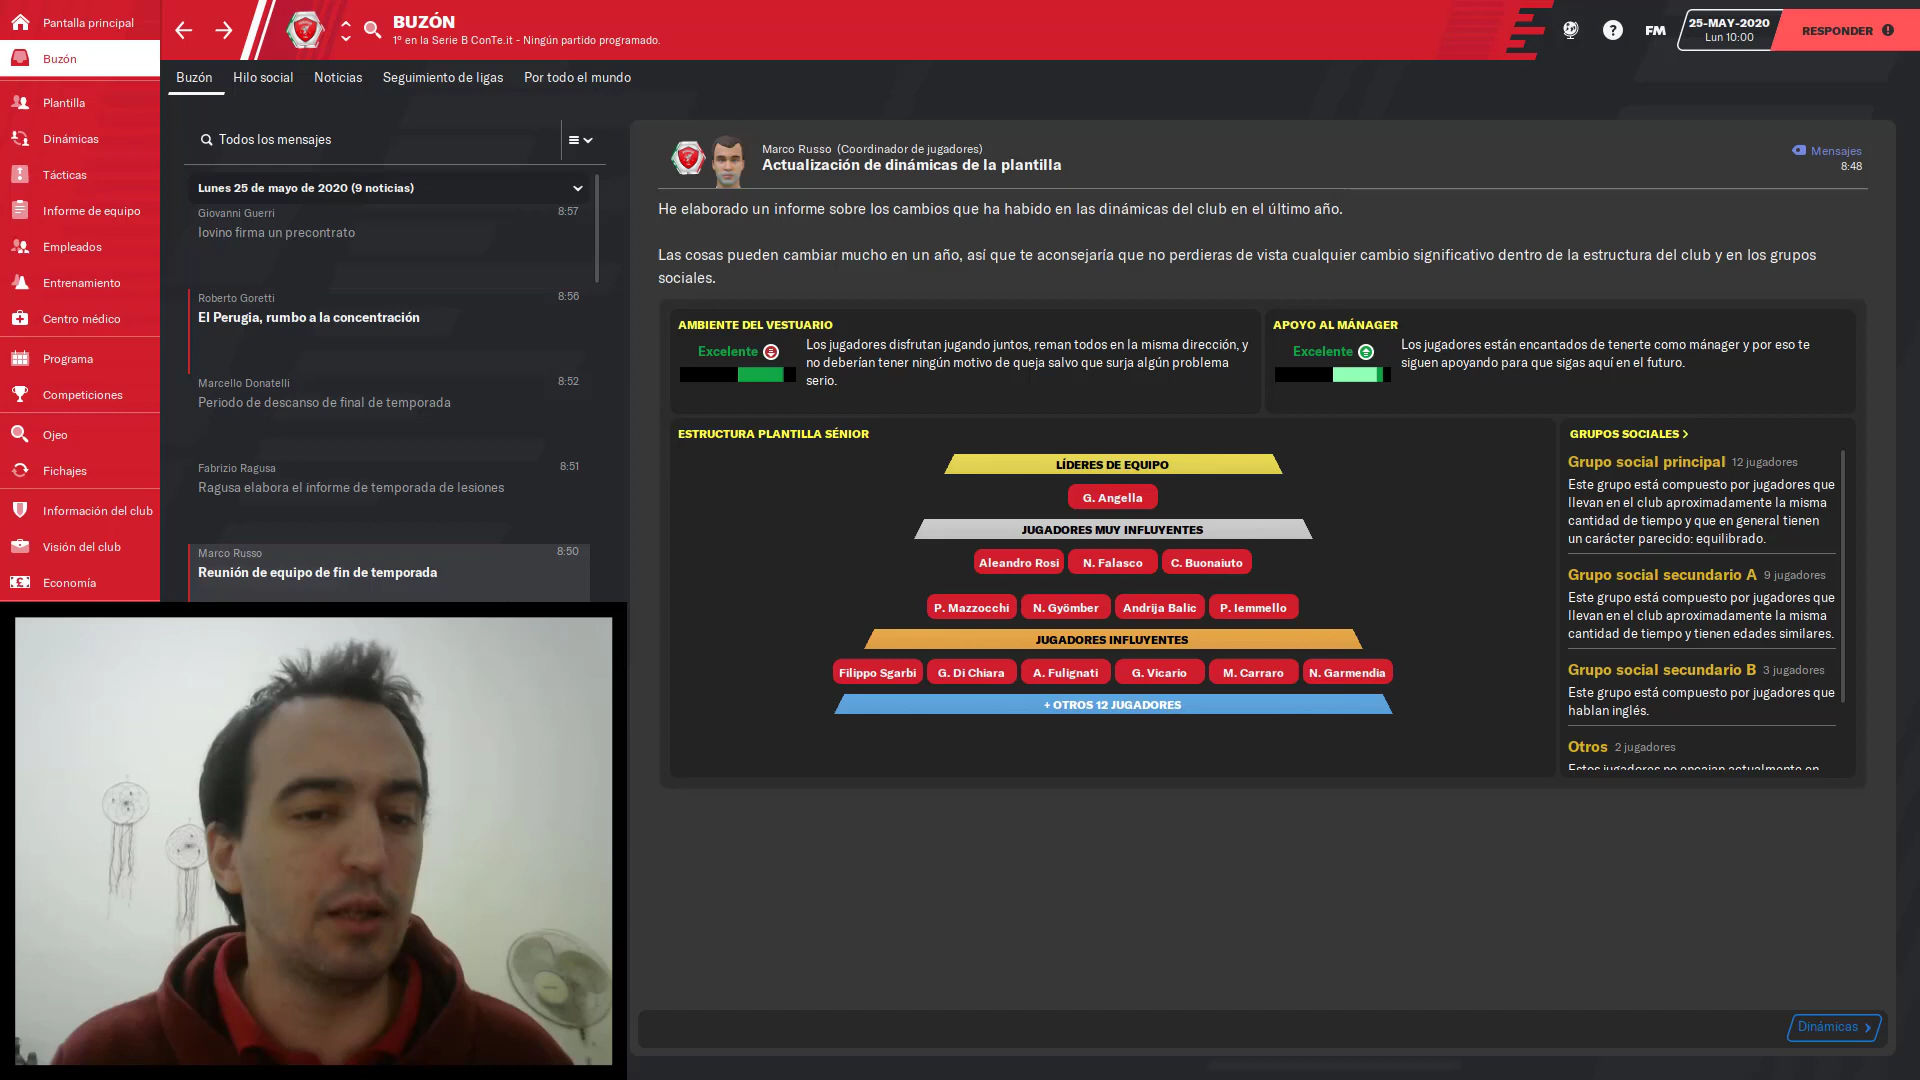 Pantalla principal
Buzón
Plantilla
Dinámicas
Tácticas
Informe de equipo
Empleados
Entrenamiento
Centro médico
Programa
Competiciones
Ojeo
Fichajes
Información del club
Visión del club
Economía
BUZÓN
1º en la Serie B ConTe.it - Ningún partido programado.
FM
25-MAY-2020
Lun 10:00
RESPONDER
Buzón
Hilo social
Noticias
Seguimiento de ligas
Por todo el mundo
Todos los mensajes
Lunes 25 de mayo de 2020 (9 noticias)
Giovanni Guerri 8:57
Iovino firma un precontrato
Roberto Goretti 8:56
El Perugia, rumbo a la concentración
Marcello Donatelli 8:52
Periodo de descanso de final de temporada
Fabrizio Ragusa 8:51
Ragusa elabora el informe de temporada de lesiones
Marco Russo 8:50
Reunión de equipo de fin de temporada
Marco Russo (Coordinador de jugadores)
Actualización de dinámicas de la plantilla
Mensajes
8:48
He elaborado un informe sobre los cambios que ha habido en las dinámicas del club en el último año.
Las cosas pueden cambiar mucho en un año, así que te aconsejaría que no perdieras de vista cualquier cambio significativo dentro de la estructura del club y en los grupos
sociales.
AMBIENTE DEL VESTUARIO
Excelente
Los jugadores disfrutan jugando juntos, reman todos en la misma dirección, y
no deberían tener ningún motivo de queja salvo que surja algún problema
serio.
APOYO AL MÁNAGER
Excelente
Los jugadores están encantados de tenerte como mánager y por eso te
siguen apoyando para que sigas aquí en el futuro.
ESTRUCTURA PLANTILLA SÉNIOR
LÍDERES DE EQUIPO
G. Angella
JUGADORES MUY INFLUYENTES
Aleandro Rosi N. Falasco C. Buonaiuto
P. Mazzocchi N. Gyömber Andrija Balic P. Iemmello
JUGADORES INFLUYENTES
Filippo Sgarbi G. Di Chiara A. Fulignati G. Vicario M. Carraro N. Garmendia
+ OTROS 12 JUGADORES
GRUPOS SOCIALES >
Grupo social principal 12 jugadores
Este grupo está compuesto por jugadores que
llevan en el club aproximadamente la misma
cantidad de tiempo y que en general tienen
un carácter parecido: equilibrado.
Grupo social secundario A 9 jugadores
Este grupo está compuesto por jugadores que
llevan en el club aproximadamente la misma
cantidad de tiempo y tienen edades similares.
Grupo social secundario B 3 jugadores
Este grupo está compuesto por jugadores que
hablan inglés.
Otros 2 jugadores
Estos jugadores no encajan actualmente en
Dinámicas >